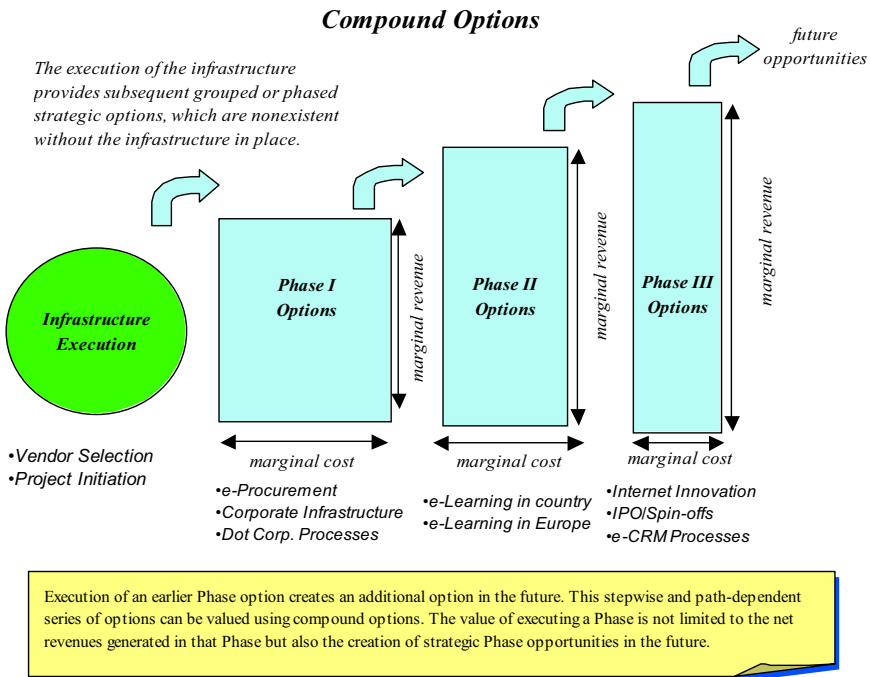 Compound Options
The execution of the infrastructure
provides subsequent grouped or phased
strategic options, which are nonexistent
without the infrastructure in place.
future
opportunities
Infrastructure
Execution
•Vendor Selection
•Project Initiation
Phase I
Options
marginal revenue
marginal cost
•e-Procurement
•Corporate Infrastructure
•Dot Corp. Processes
Phase II
Options
marginal revenue
marginal cost
•e-Learning in country
•e-Learning in Europe
Phase III
Options
marginal revenue
marginal cost
•Internet Innovation
•IPO/Spin-offs
•e-CRM Processes
Execution of an earlier Phase option creates an additional option in the future. This stepwise and path-dependent
series of options can be valued using compound options. The value of executing a Phase is not limited to the net
revenues generated in that Phase but also the creation of strategic Phase opportunities in the future.